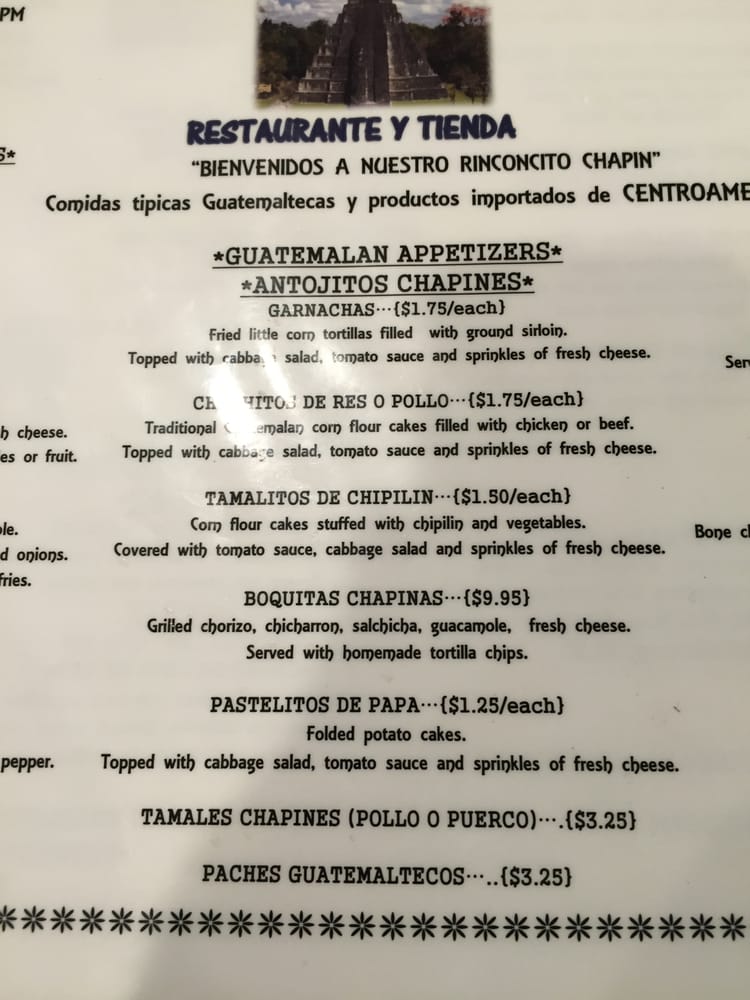 PM
RESTAURANTE Y TIENDA
S*
"BIENVENIDOS A NUESTRO RINCONCITO CHAPIN"
Comidas tipicas Guatemaltecas y productos importados de CENTROAME
*GUATEMALAN APPETIZERS*
*ANTOJITOS CHAPINES*
GARNACHAS···{$1.75/each}
Fried little corn tortillas filled with ground sirloin.
Topped with cabbage salad, tomato sauce and sprinkles of fresh cheese.
Ser
DE RES O POLLO···{$1.75/each}
Traditional Guatemalan corn flour cakes filled with chicken or beef.
h cheese.
Topped with cabbage salad, tomato sauce and sprinkles of fresh cheese.
es or fruit.
TAMALITOS DE CHIPILIN···{$1.50/each}
Corn flour cakes stuffed with chipilin and vegetables.
ole.
Bone c
Covered with tomato sauce, cabbage salad and sprinkles of fresh cheese.
d onions.
fries.
BOQUITAS CHAPINAS···{$9.95}
Grilled chorizo, chicharron, salchicha, guacamole, fresh cheese.
Served with homemade tortilla chips.
PASTELITOS DE PAPA···{$1.25/each}
Folded potato cakes.
pepper.
Topped with cabbage salad, tomato sauce and sprinkles of fresh cheese.
TAMALES CHAPINES (POLLO O PUERCO)···.{$3.25}
PACHES GUATEMALTECOS···..{$3.25}